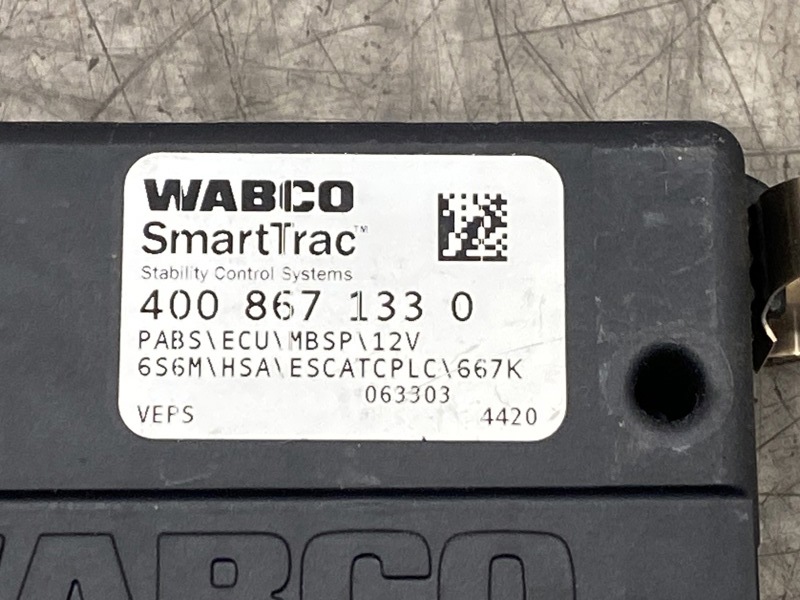 WABCO
SmartTrac™
Stability Control Systems
400 867 133 0
PABS\ECU\MBSP\12V
6S6M\HSA\ESCATCPLC\667K
063303
VEPS 4420
WABCO